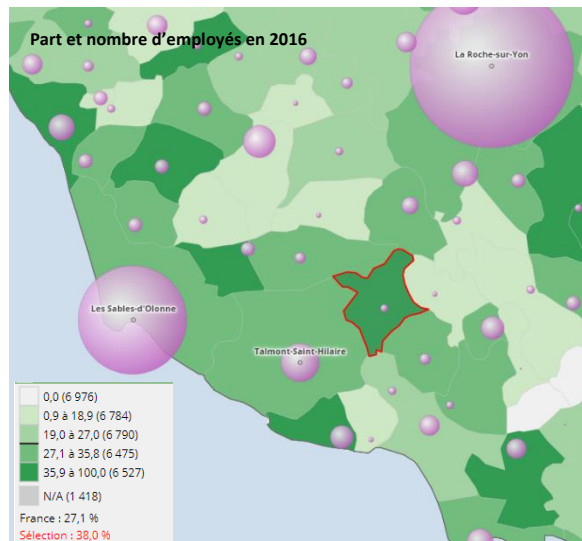 Part et nombre d'employés en 2016
La Roche-sur-Yon
Les Sables-d'Olonne
Talmont-Saint-Hilaire
0,0 (6 976)
0,9 à 18,9 (6 784)
19,0 à 27,0 (6 790)
27,1 à 35,8 (6 475)
35,9 à 100,0 (6 527)
N/A (1 418)
France : 27,1 %
Sélection : 38,0 %